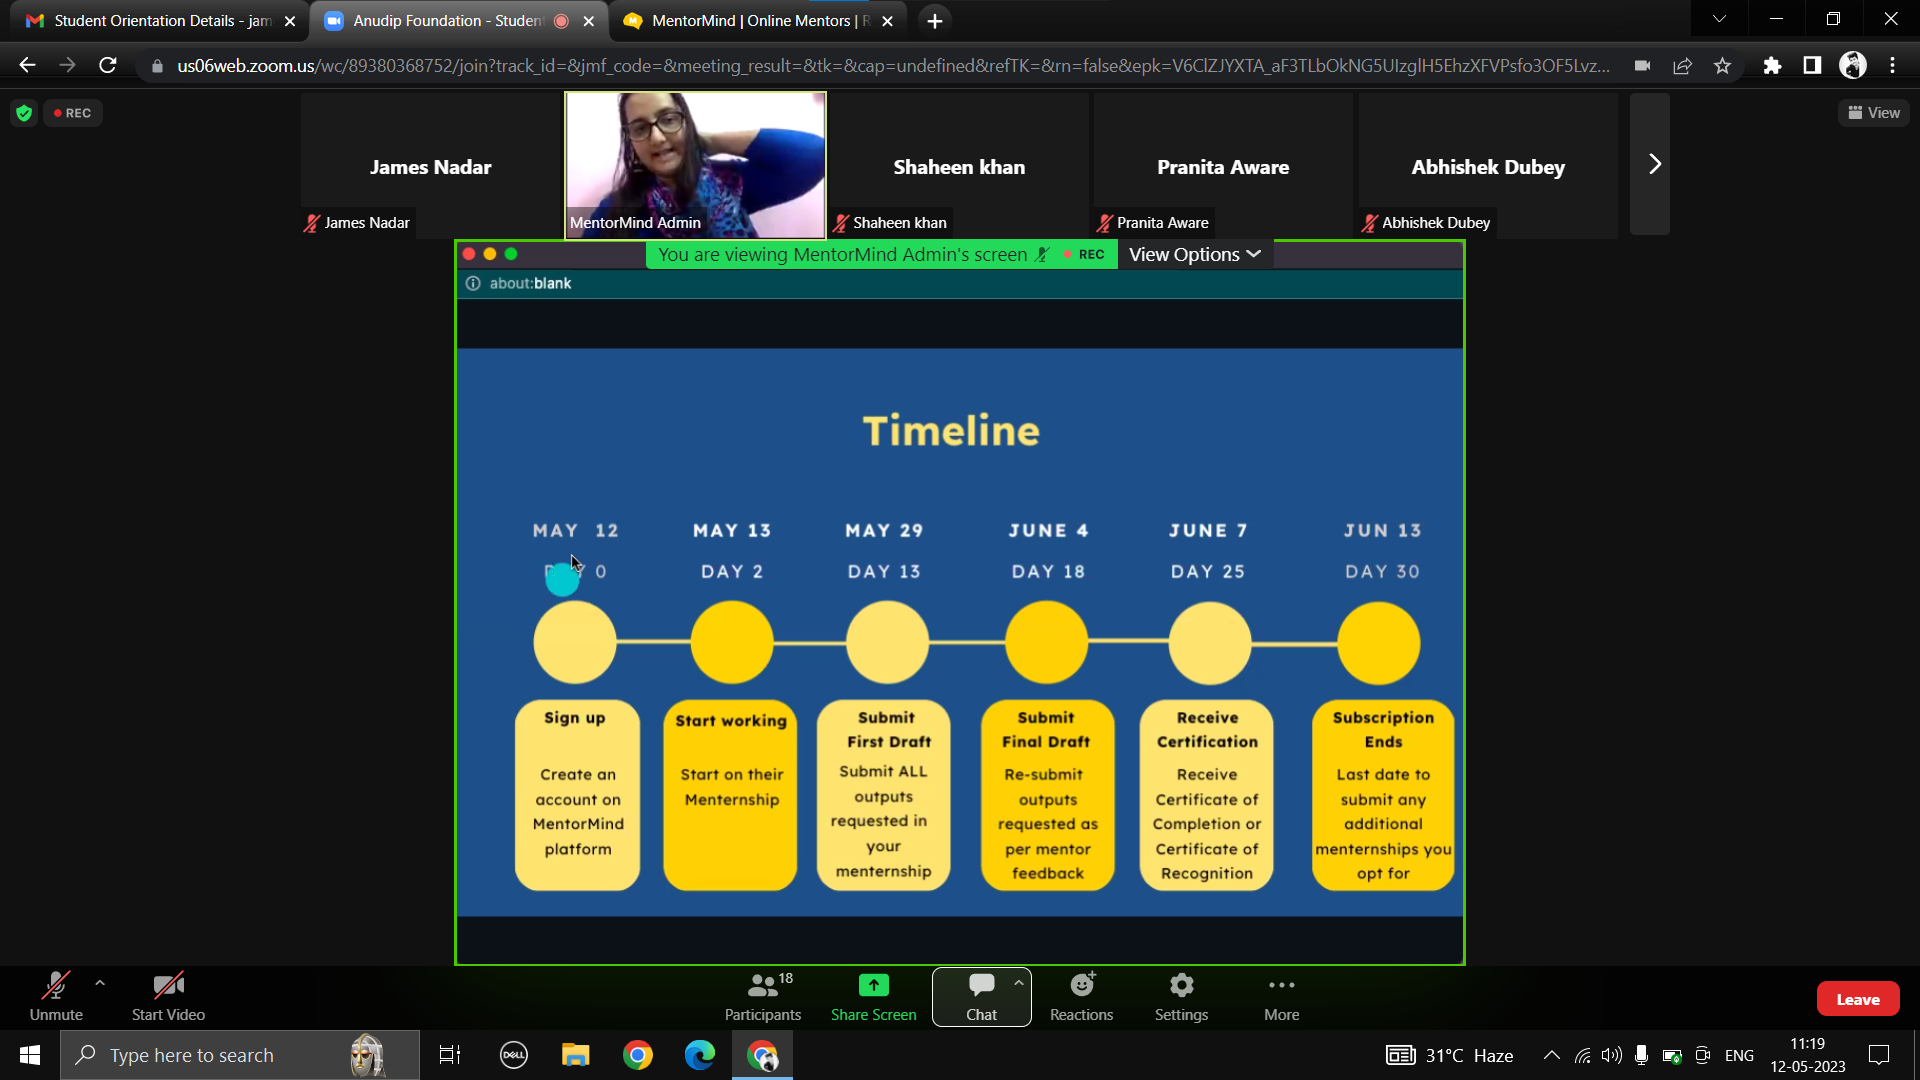 Student Orientation Details - jam
Anudip Foundation - Student
MentorMind | Online Mentors | R
us06web.zoom.us/wc/89380368752/join?track_id=&jmf_code=&meeting_result=&tk=&cap=undefined&refTK=&rn=false&epk=V6ClZJYXTA_aF3TLbOkNG5UIzglH5EhzXFVPsfo3OF5Lvz...
REC
View
James Nadar
Shaheen khan
Pranita Aware
Abhishek Dubey
James Nadar
MentorMind Admin
Shaheen khan
Pranita Aware
Abhishek Dubey
You are viewing MentorMind Admin's screen
REC
View Options
about:blank
Timeline
MAY 12
MAY 13
MAY 29
JUNE 4
JUNE 7
JUN 13
0
DAY 2
DAY 13
DAY 18
DAY 25
DAY 30
Sign up
Create an
account on
MentorMind
platform
Start working
Start on their
Menternship
Submit
First Draft
Submit ALL
outputs
requested in
your
menternship
Submit
Final Draft
Re-submit
outputs
requested as
per mentor
feedback
Receive
Certification
Receive
Certificate of
Completion or
Certificate of
Recognition
Subscription
Ends
Last date to
submit any
additional
menternships you
opt for
Unmute
Start Video
18
Participants
Share Screen
Chat
Reactions
Settings
More
Leave
Type here to search
DELL
31°C Haze
ENG
11:19
12-05-2023